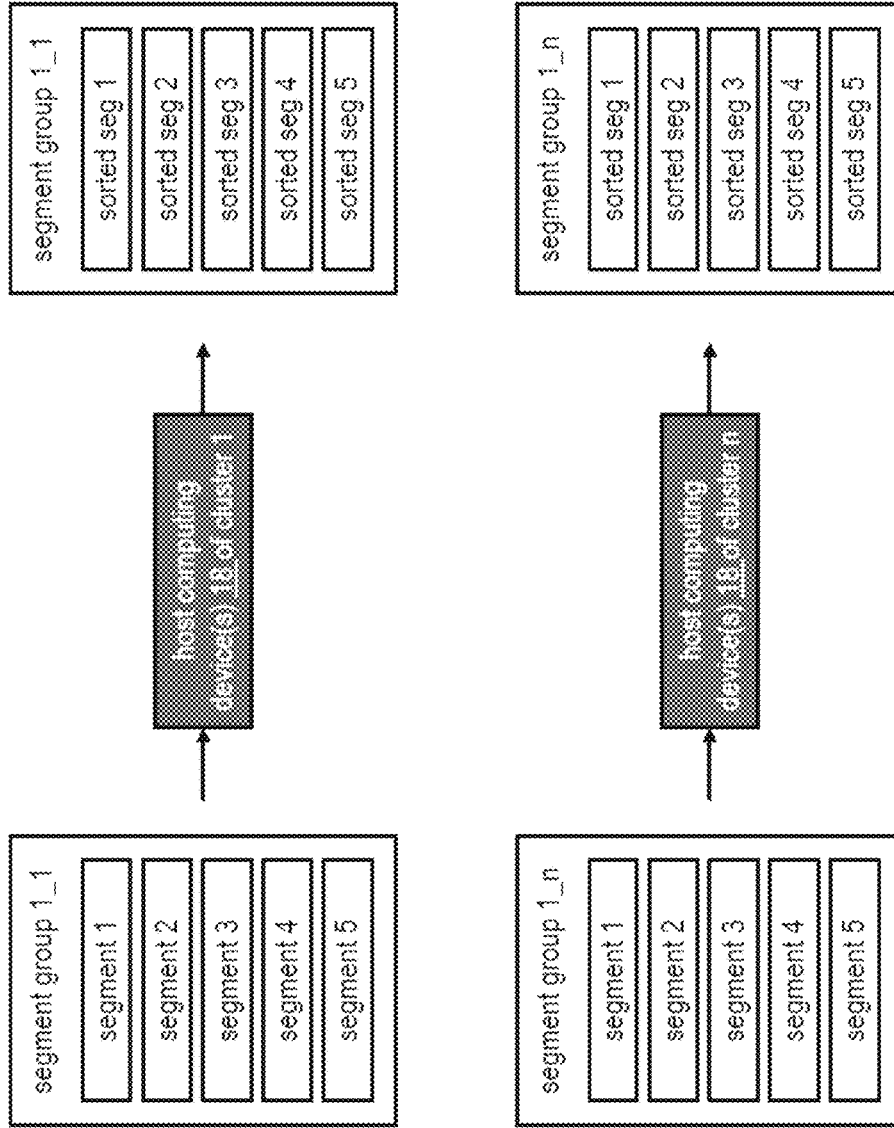 segment group 1_1
segment 1
segment 2
segment 3
segment 4
segment 5
host computing
device(s) 18 of cluster 1
segment group 1_1
sorted seg 1
sorted seg 2
sorted seg 3
sorted seg 4
sorted seg 5
segment group 1_n
segment 1
segment 2
segment 3
segment 4
segment 5
host computing
device(s) 18 of cluster n
segment group 1_n
sorted seg 1
sorted seg 2
sorted seg 3
sorted seg 4
sorted seg 5